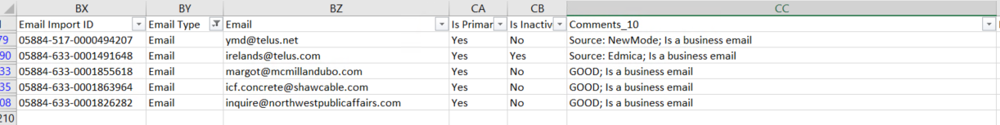 BX BY BZ CA CB CC
Email Import ID Email Type Email Is Primar Is Inactiv Comments_10
79 05884-517-0000494207 Email ymd@telus.net Yes No Source: NewMode; Is a business email
90 05884-633-0001491648 Email irelands@telus.com Yes Yes Source: Edmica; Is a business email
33 05884-633-0001855618 Email margot@mcmillandubo.com Yes No GOOD; Is a business email
35 05884-633-0001863964 Email icf.concrete@shawcable.com Yes No GOOD; Is a business email
08 05884-633-0001826282 Email inquire@northwestpublicaffairs.com Yes No GOOD; Is a business email
210